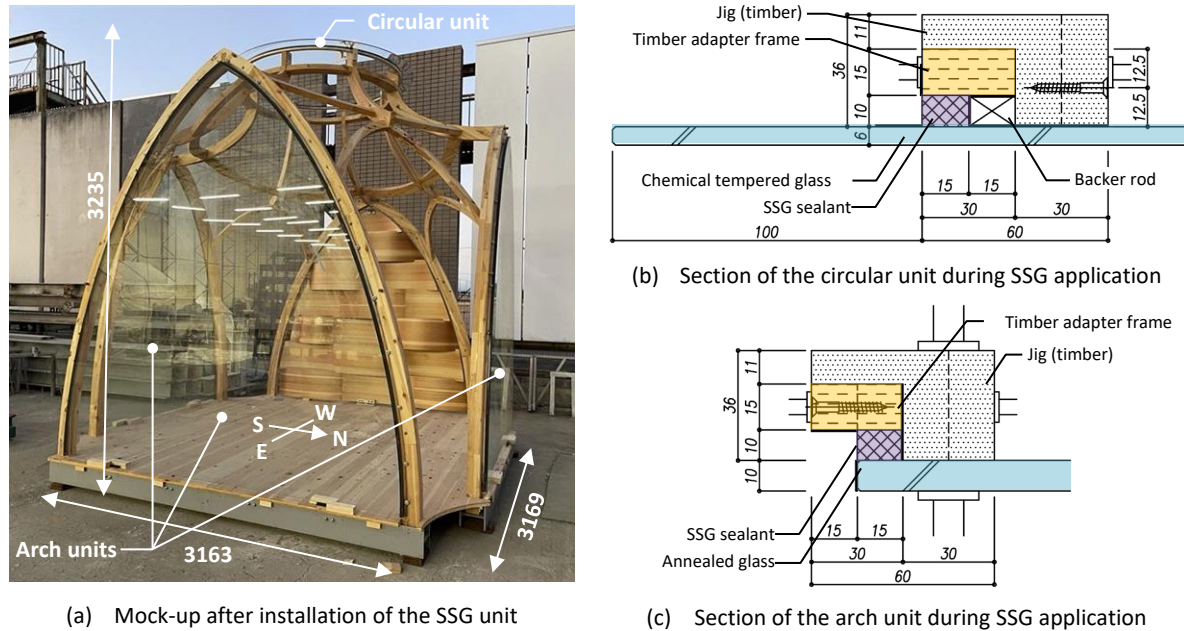 Circular unit
3235
S
W
E
N
Arch units
3163
3169
(a) Mock-up after installation of the SSG unit
Jig (timber)
Timber adapter frame
11
36
15
10
6
12.5
12.5
Chemical tempered glass
SSG sealant
Backer rod
15
15
30
30
100
60
(b) Section of the circular unit during SSG application
Timber adapter frame
Jig (timber)
11
36
15
10
10
SSG sealant
Annealed glass
15
15
30
30
60
(c) Section of the arch unit during SSG application